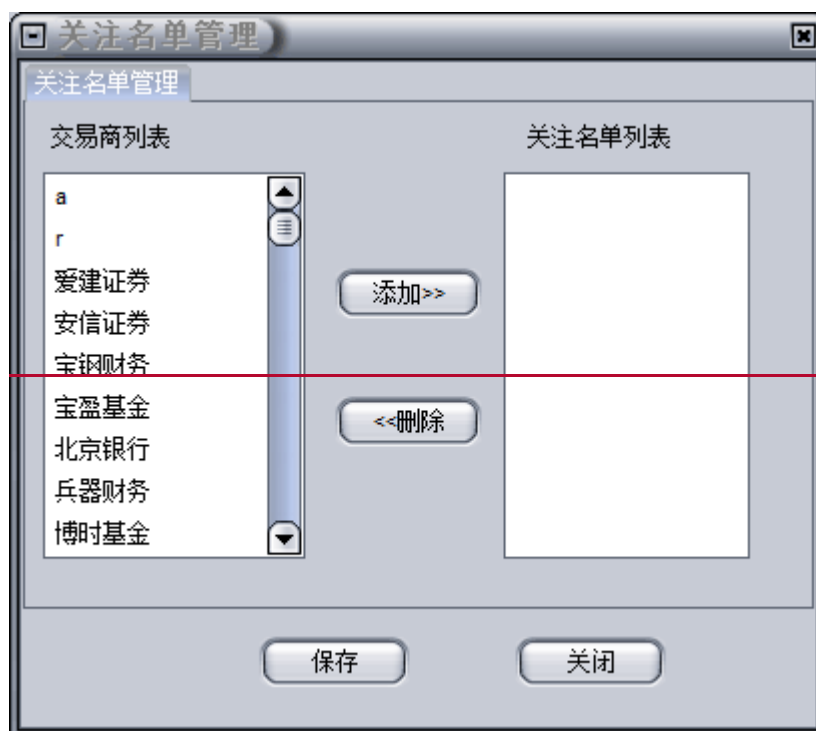 关注名单管理
关注名单管理
交易商列表
关注名单列表
a
r
爱建证券
安信证券
宝钢财务
宝盈基金
北京银行
兵器财务
博时基金
添加>>
<<删除
保存
关闭